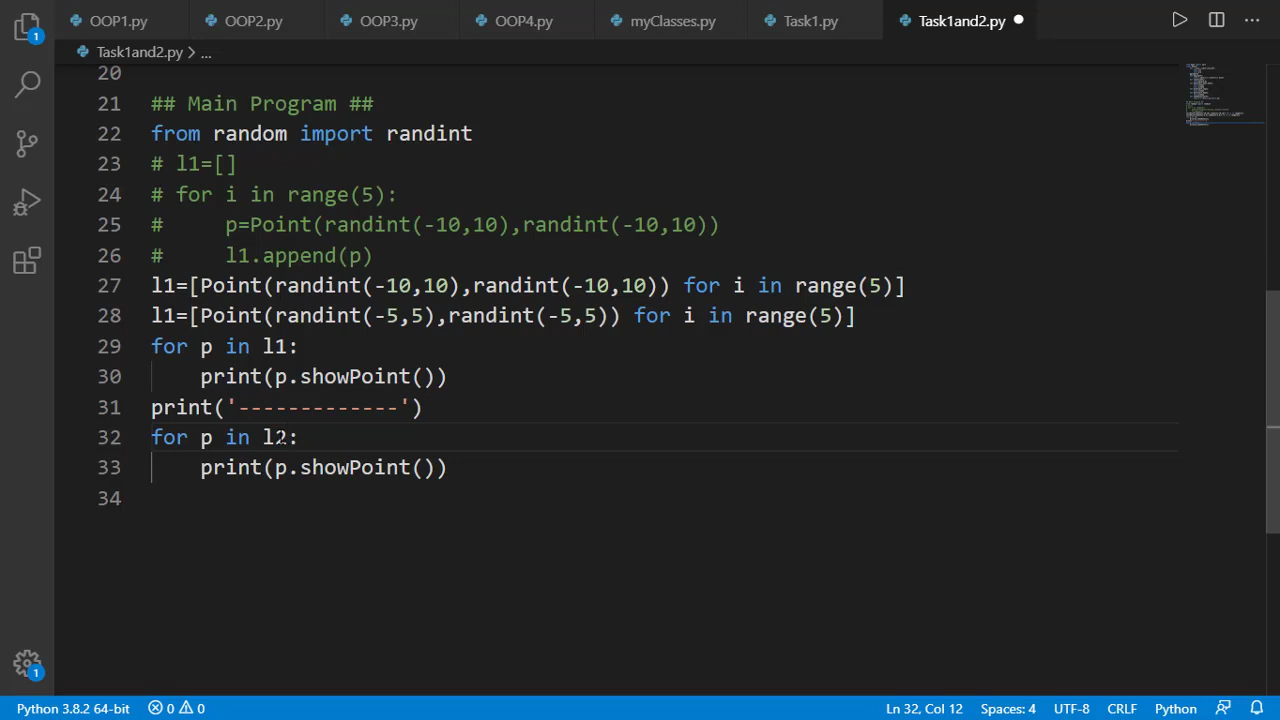 OOP1.py OOP2.py OOP3.py OOP4.py myClasses.py Task1.py Task1and2.py
Task1and2.py > ...
20
21 ## Main Program ##
22 from random import randint
23 # l1=[]
24 # for i in range(5):
25 #     p=Point(randint(-10,10),randint(-10,10))
26 #     l1.append(p)
27 l1=[Point(randint(-10,10),randint(-10,10)) for i in range(5)]
28 l1=[Point(randint(-5,5),randint(-5,5)) for i in range(5)]
29 for p in l1:
30     print(p.showPoint())
31 print('-------------')
32 for p in l2:
33     print(p.showPoint())
34
1
1
Python 3.8.2 64-bit 0 0 Ln 32, Col 12 Spaces: 4 UTF-8 CRLF Python